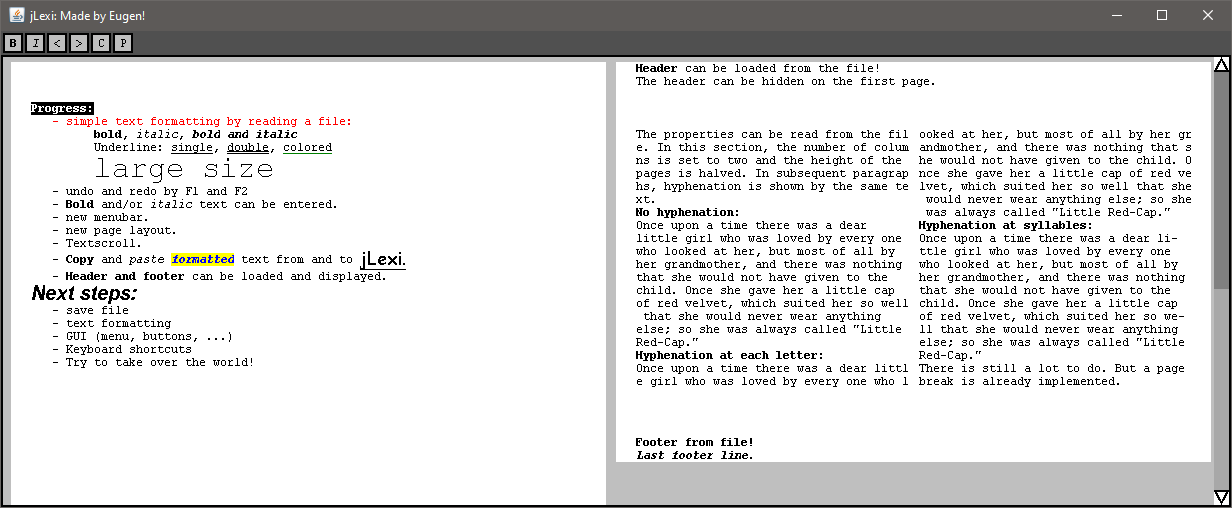 jLexi: Made by Eugen!
B I < > C P
Progress:
- simple text formatting by reading a file:
bold, italic, bold and italic
Underline: single, double, colored
large size
- undo and redo by F1 and F2
- Bold and/or italic text can be entered.
- new menubar.
- new page layout.
- Textscroll.
- Copy and paste formatted text from and to jLexi.
- Header and footer can be loaded and displayed.
Next steps:
- save file
- text formatting
- GUI (menu, buttons, ...)
- Keyboard shortcuts
- Try to take over the world!
Header can be loaded from the file!
The header can be hidden on the first page.
The properties can be read from the fil
e. In this section, the number of colum
ns is set to two and the height of the
pages is halved. In subsequent paragrap
hs, hyphenation is shown by the same te
xt.
No hyphenation:
Once upon a time there was a dear
little girl who was loved by every one
who looked at her, but most of all by
her grandmother, and there was nothing
that she would not have given to the
child. Once she gave her a little cap
of red velvet, which suited her so well
that she would never wear anything
else; so she was always called "Little
Red-Cap."
Hyphenation at each letter:
Once upon a time there was a dear littl
e girl who was loved by every one who l
ooked at her, but most of all by her gr
andmother, and there was nothing that s
he would not have given to the child. O
nce she gave her a little cap of red ve
lvet, which suited her so well that she
would never wear anything else; so she
was always called "Little Red-Cap."
Hyphenation at syllables:
Once upon a time there was a dear li-
ttle girl who was loved by every one
who looked at her, but most of all by
her grandmother, and there was nothing
that she would not have given to the
child. Once she gave her a little cap
of red velvet, which suited her so we-
ll that she would never wear anything
else; so she was always called "Little
Red-Cap."
There is still a lot to do. But a page
break is already implemented.
Footer from file!
Last footer line.